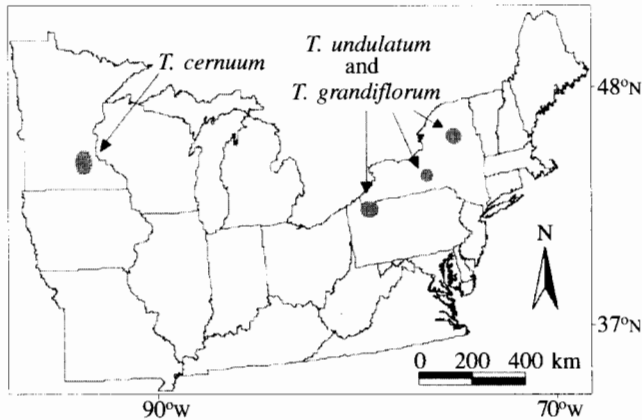 T. undulatum
T. cernuum
and
T. grandiflorum
48°N
N
37°N
0 200 400 km
90°W
70°W